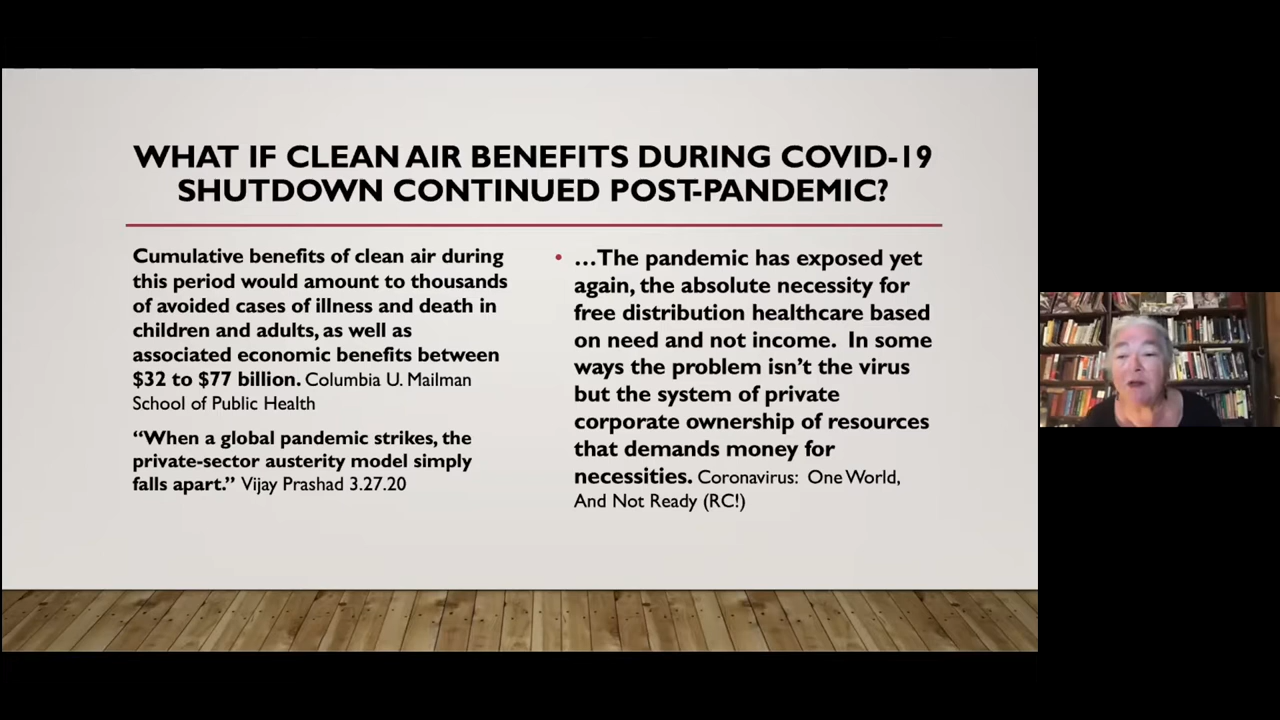 WHAT IF CLEAN AIR BENEFITS DURING COVID-19
SHUTDOWN CONTINUED POST-PANDEMIC?
Cumulative benefits of clean air during
this period would amount to thousands
of avoided cases of illness and death in
children and adults, as well as
associated economic benefits between
$32 to $77 billion. Columbia U. Mailman
School of Public Health
“When a global pandemic strikes, the
private-sector austerity model simply
falls apart.” Vijay Prashad 3.27.20
• …The pandemic has exposed yet
again, the absolute necessity for
free distribution healthcare based
on need and not income. In some
ways the problem isn’t the virus
but the system of private
corporate ownership of resources
that demands money for
necessities. Coronavirus: One World,
And Not Ready (RC!)